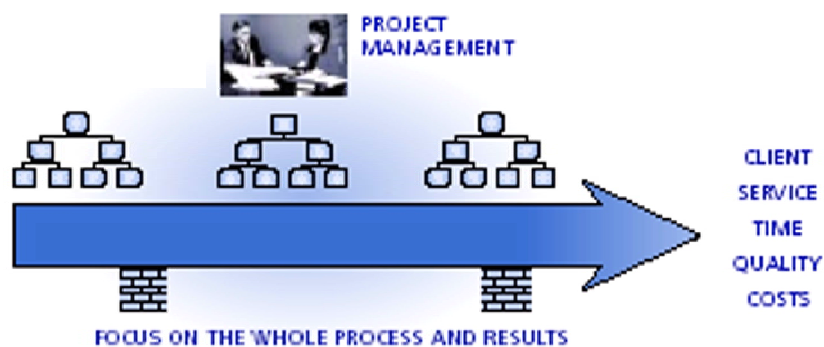 PROJECT
MANAGEMENT
CLIENT
SERVICE
TIME
QUALITY
COSTS
FOCUS ON THE WHOLE PROCESS AND RESULTS